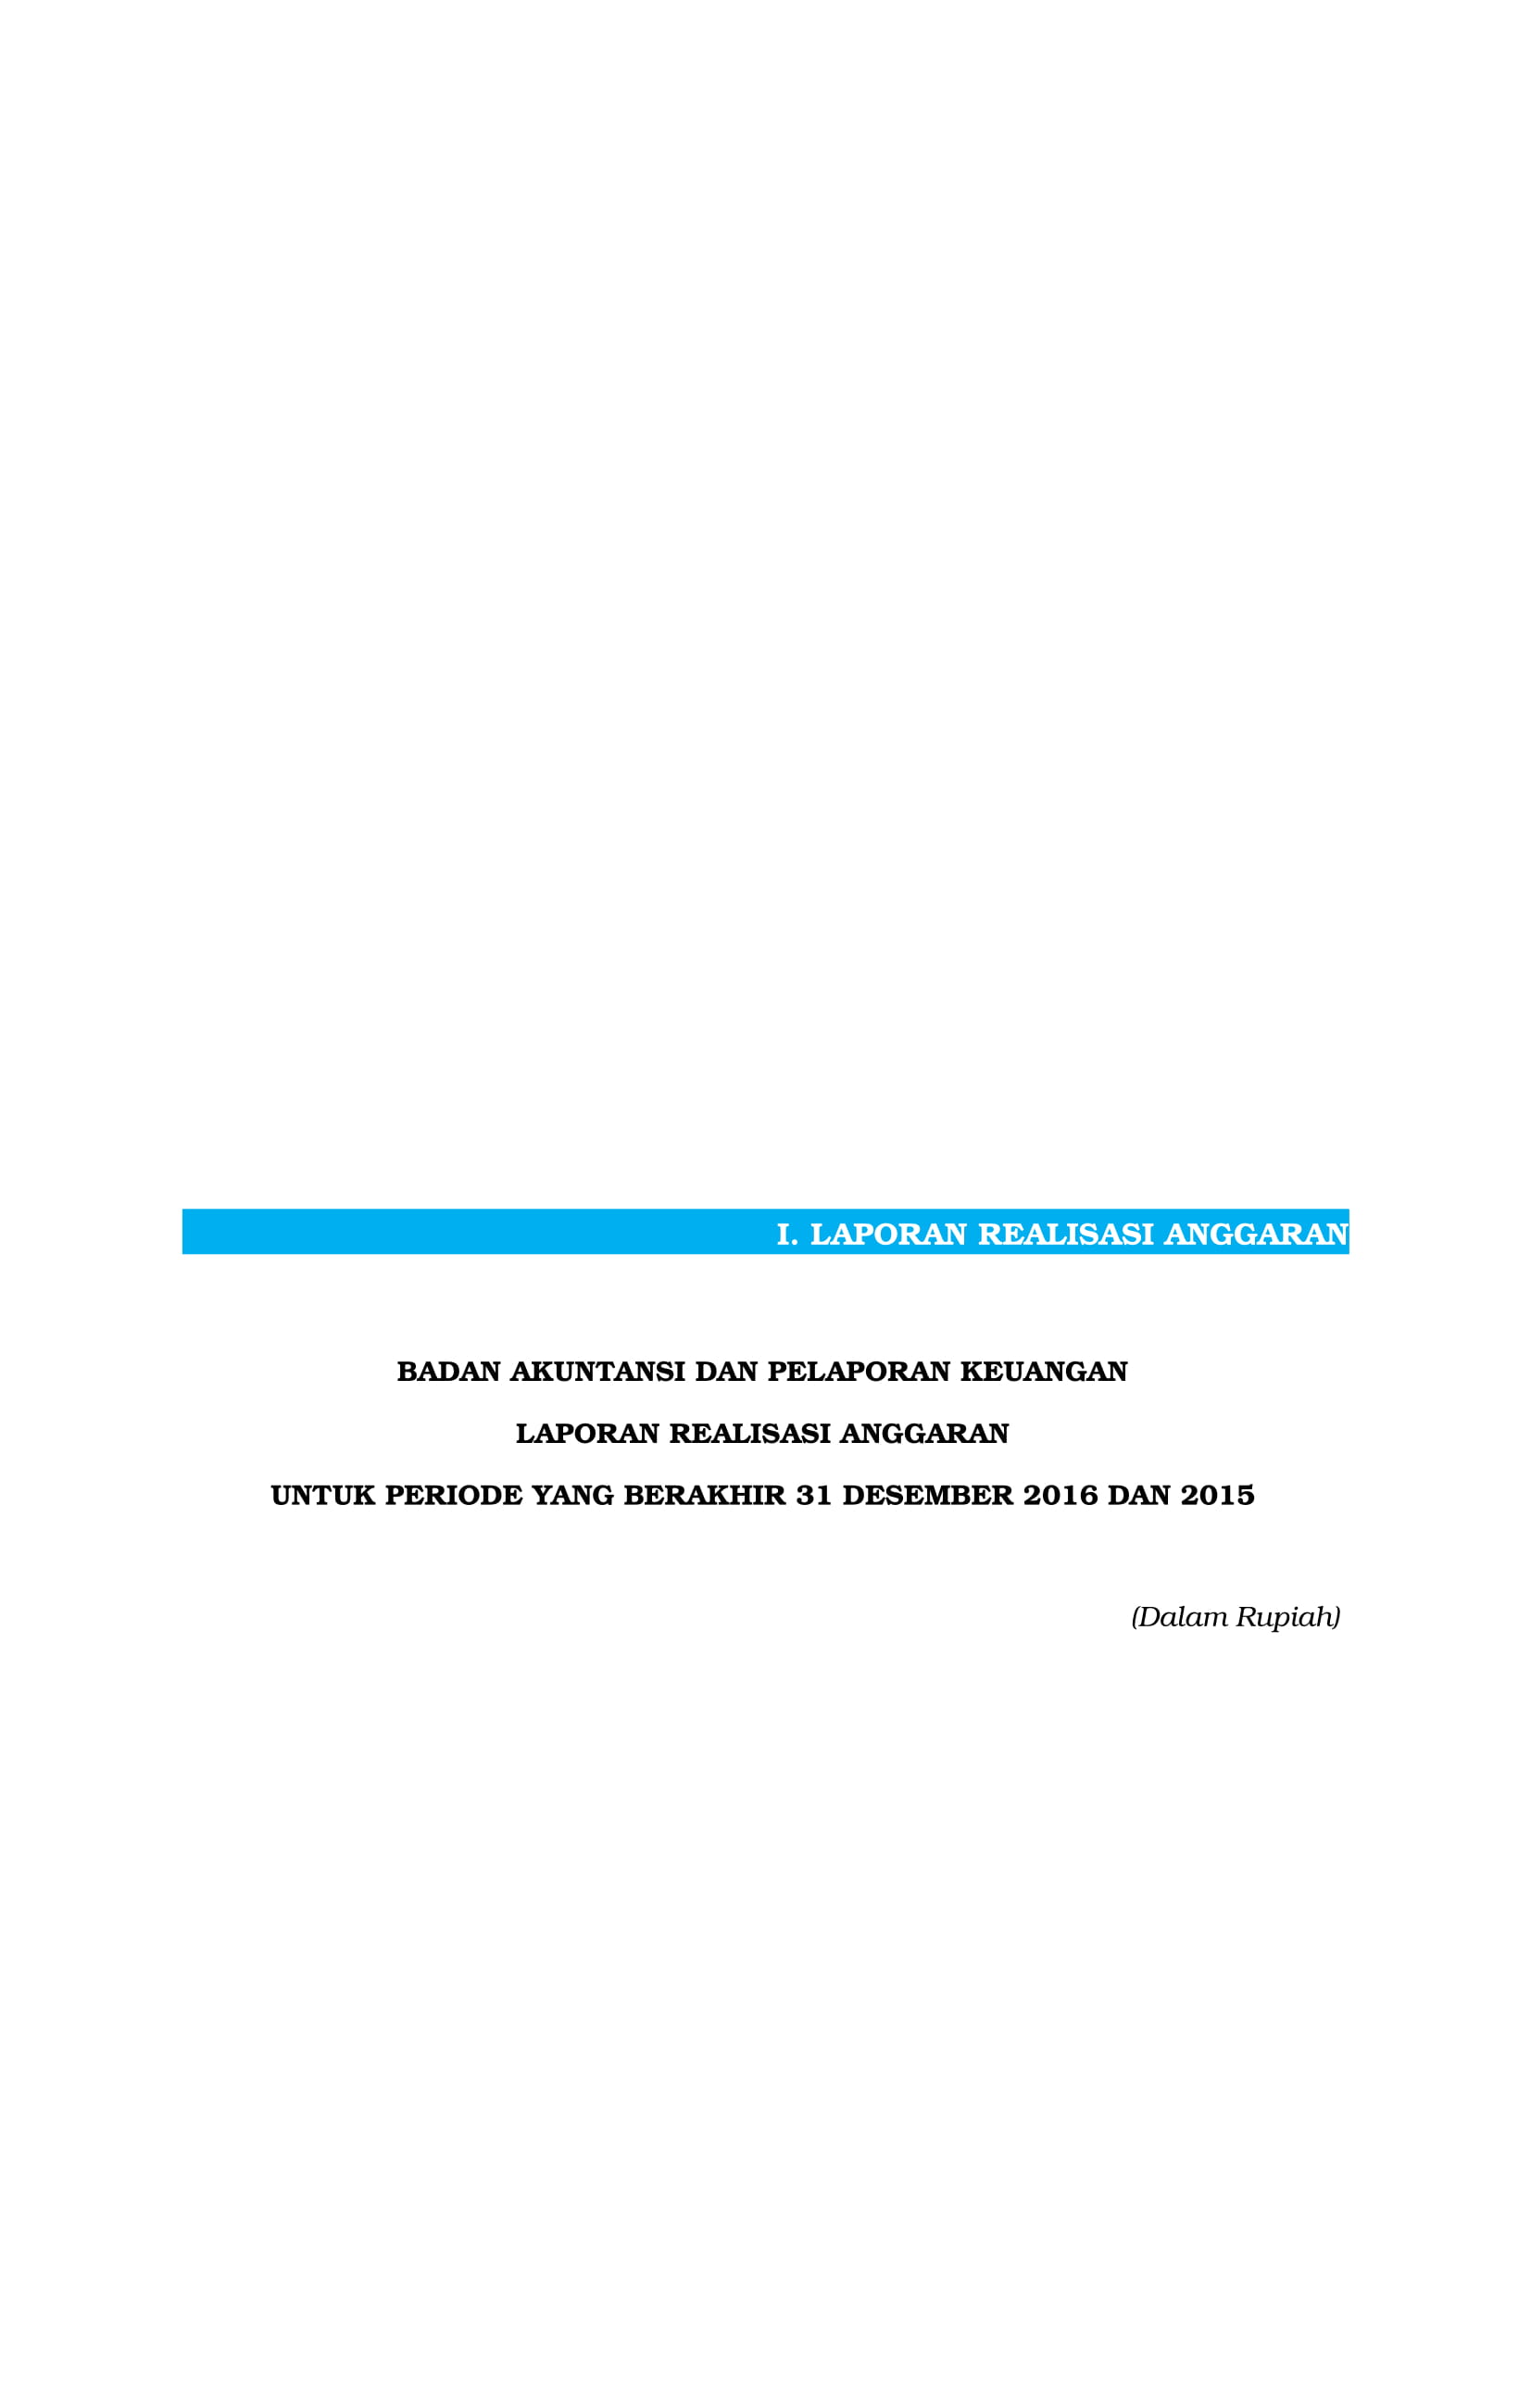 I. LAPORAN REALISASI ANGGARAN
BADAN AKUNTANSI DAN PELAPORAN KEUANGAN
LAPORAN REALISASI ANGGARAN
UNTUK PERIODE YANG BERAKHIR 31 DESEMBER 2016 DAN 2015
(Dalam Rupiah)